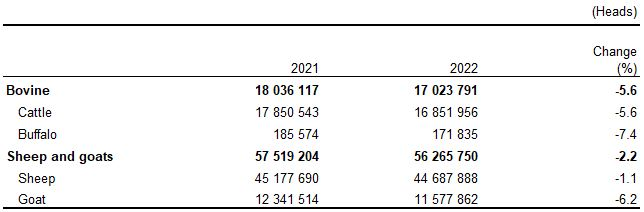 (Heads)
Change
2021 2022 (%)
Bovine 18 036 117 17 023 791 -5.6
Cattle 17 850 543 16 851 956 -5.6
Buffalo 185 574 171 835 -7.4
Sheep and goats 57 519 204 56 265 750 -2.2
Sheep 45 177 690 44 687 888 -1.1
Goat 12 341 514 11 577 862 -6.2